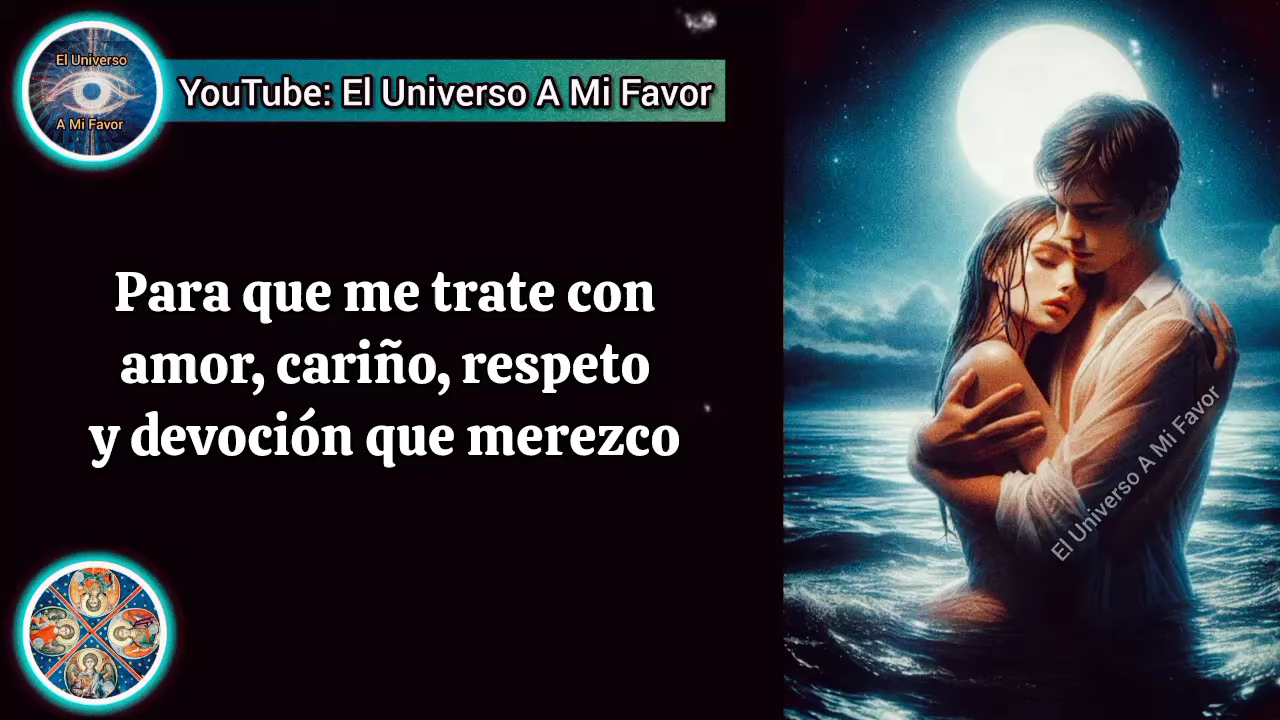 El Universo
A Mi Favor
YouTube: El Universo A Mi Favor
Para que me trate con
amor, cariño, respeto
y devoción que merezco
El Universo A Mi Favor